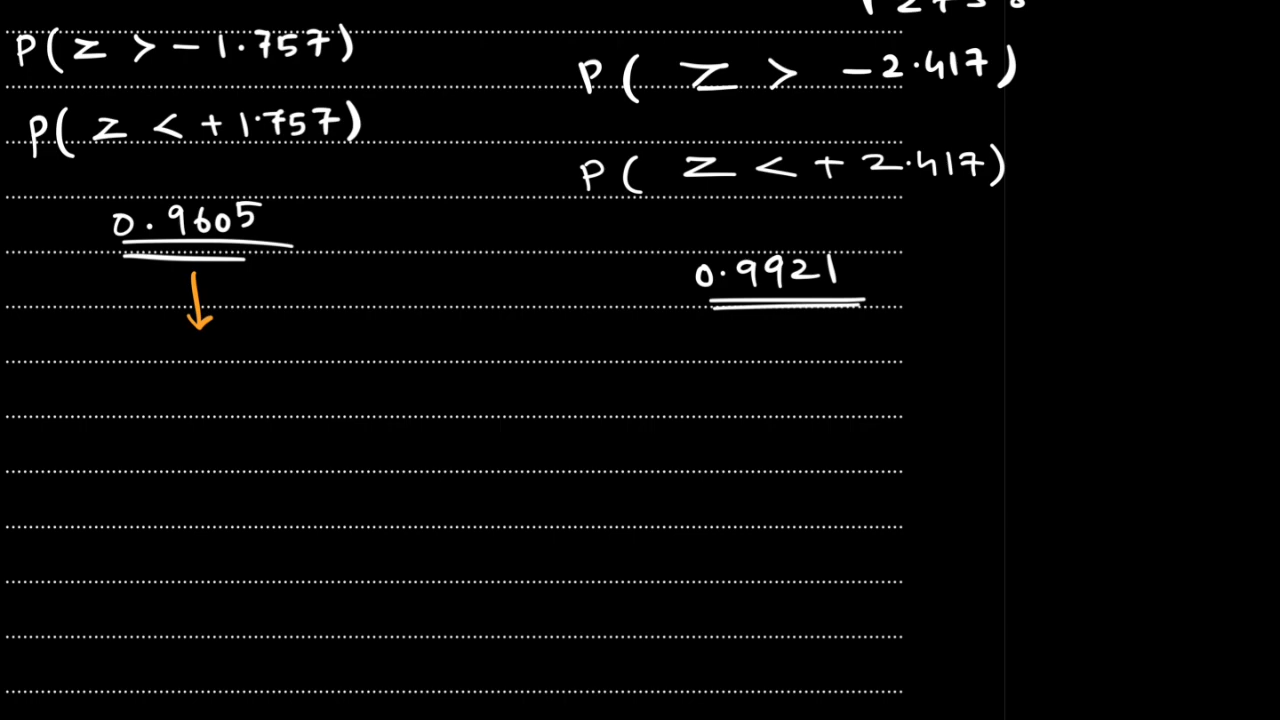 P(Z > -1.757)
P(Z < +1.757)
0.9605
P(Z > -2.417)
P(Z < +2.417)
0.9921